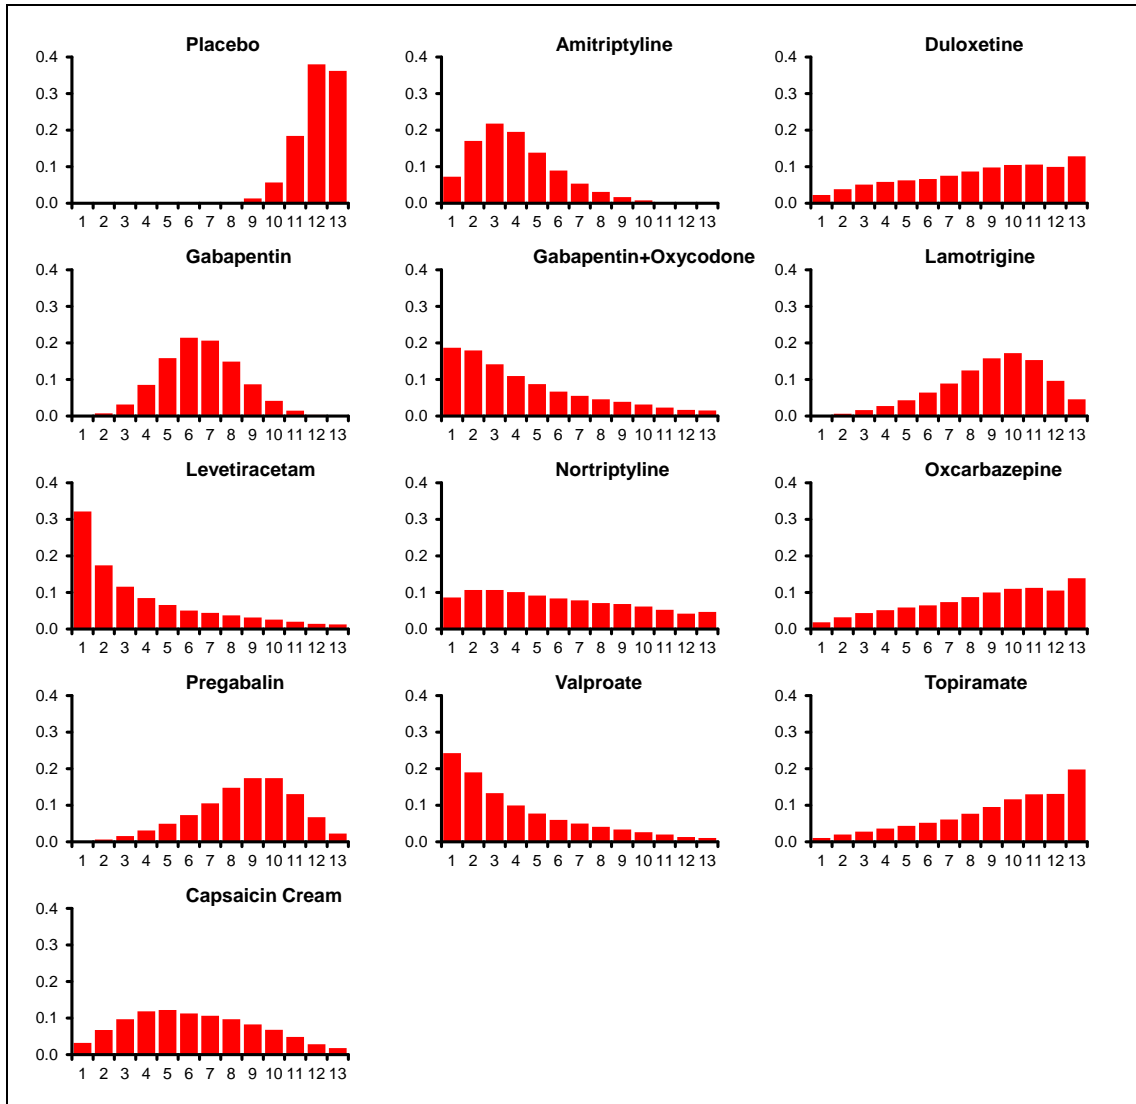 Placebo Amitriptyline Duloxetine
0.4 0.4 0.4
0.3 0.3 0.3
0.2 0.2 0.2
0.1 0.1 0.1
0.0 0.0 0.0
1 2 3 4 5 6 7 8 9 10 11 12 13 1 2 3 4 5 6 7 8 9 10 11 12 13 1 2 3 4 5 6 7 8 9 10 11 12 13
Gabapentin Gabapentin+Oxycodone Lamotrigine
0.4 0.4 0.4
0.3 0.3 0.3
0.2 0.2 0.2
0.1 0.1 0.1
0.0 0.0 0.0
1 2 3 4 5 6 7 8 9 10 11 12 13 1 2 3 4 5 6 7 8 9 10 11 12 13 1 2 3 4 5 6 7 8 9 10 11 12 13
Levetiracetam Nortriptyline Oxcarbazepine
0.4 0.4 0.4
0.3 0.3 0.3
0.2 0.2 0.2
0.1 0.1 0.1
0.0 0.0 0.0
1 2 3 4 5 6 7 8 9 10 11 12 13 1 2 3 4 5 6 7 8 9 10 11 12 13 1 2 3 4 5 6 7 8 9 10 11 12 13
Pregabalin Valproate Topiramate
0.4 0.4 0.4
0.3 0.3 0.3
0.2 0.2 0.2
0.1 0.1 0.1
0.0 0.0 0.0
1 2 3 4 5 6 7 8 9 10 11 12 13 1 2 3 4 5 6 7 8 9 10 11 12 13 1 2 3 4 5 6 7 8 9 10 11 12 13
Capsaicin Cream
0.4
0.3
0.2
0.1
0.0
1 2 3 4 5 6 7 8 9 10 11 12 13